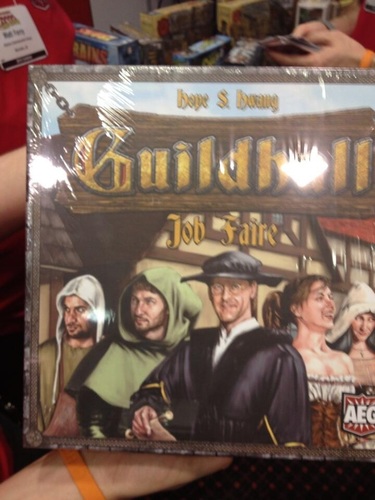 Hope S. Hwang
Guildhall
Job Faire
AEG